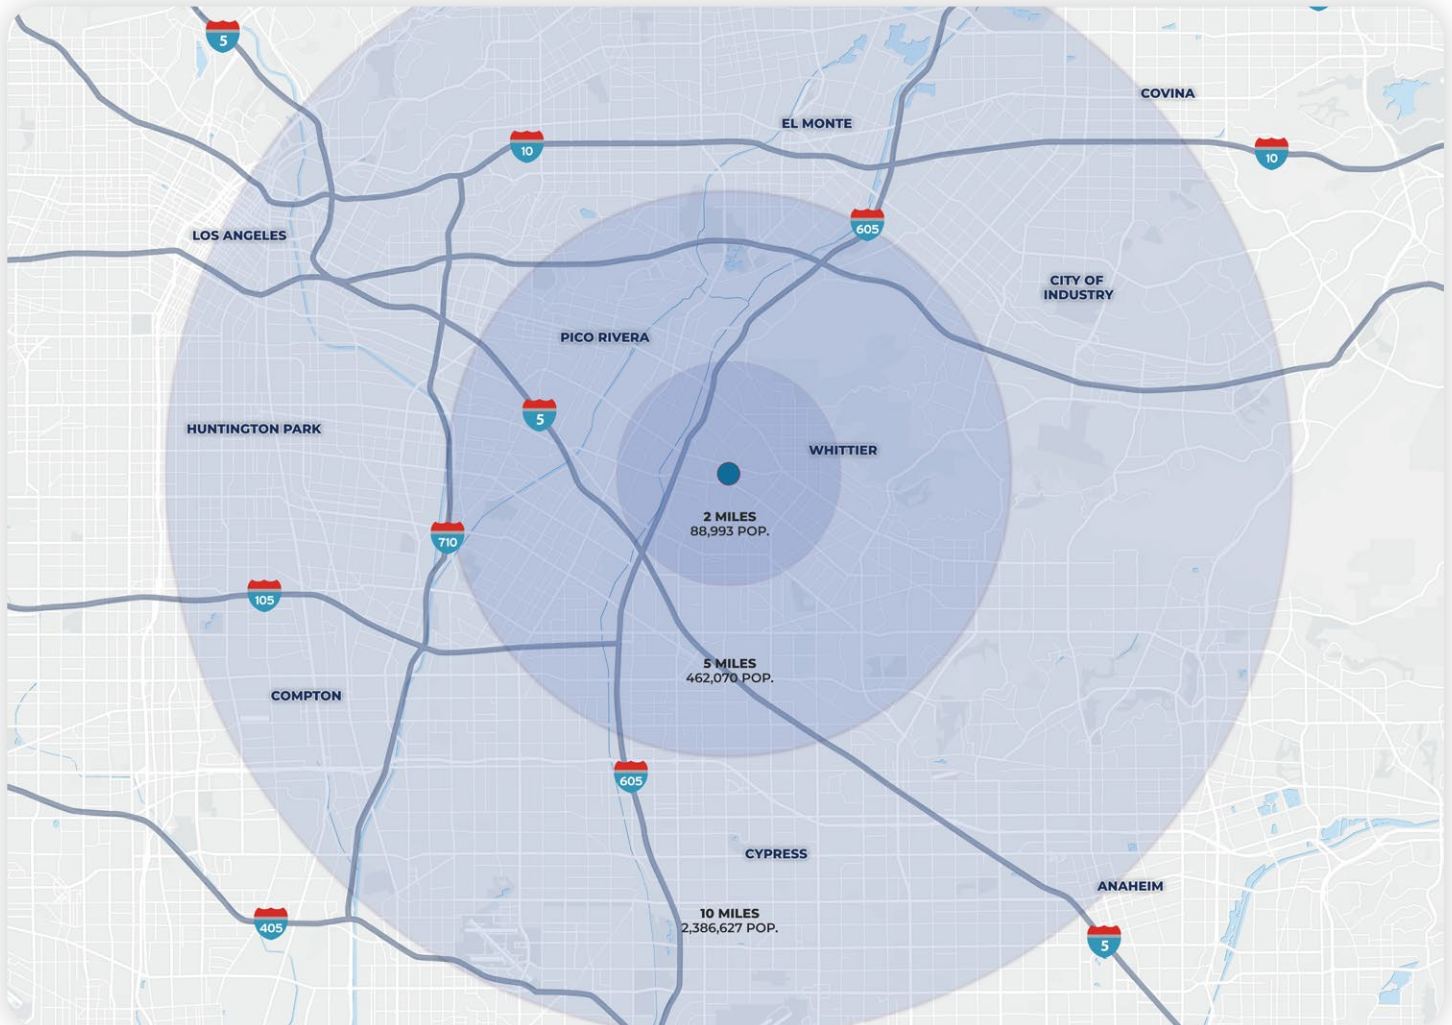 5
COVINA
EL MONTE
10
10
605
LOS ANGELES
CITY OF
INDUSTRY
PICO RIVERA
5
HUNTINGTON PARK
WHITTIER
2 MILES
88,993 POP.
710
105
5 MILES
462,070 POP.
COMPTON
605
CYPRESS
ANAHEIM
10 MILES
2,386,627 POP.
405
5